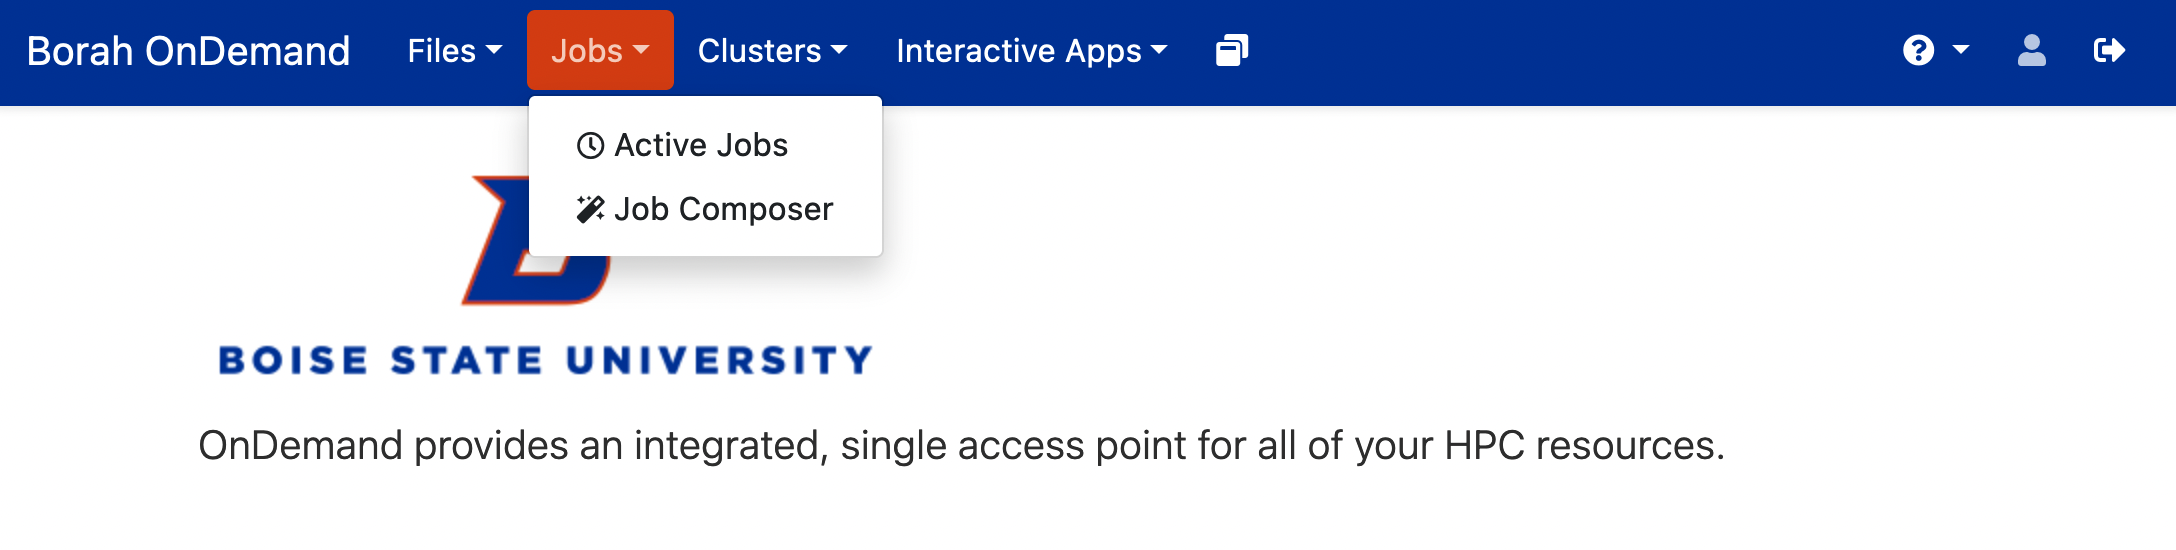 Borah OnDemand Files Jobs Clusters Interactive Apps
Active Jobs
Job Composer
BOISE STATE UNIVERSITY
OnDemand provides an integrated, single access point for all of your HPC resources.